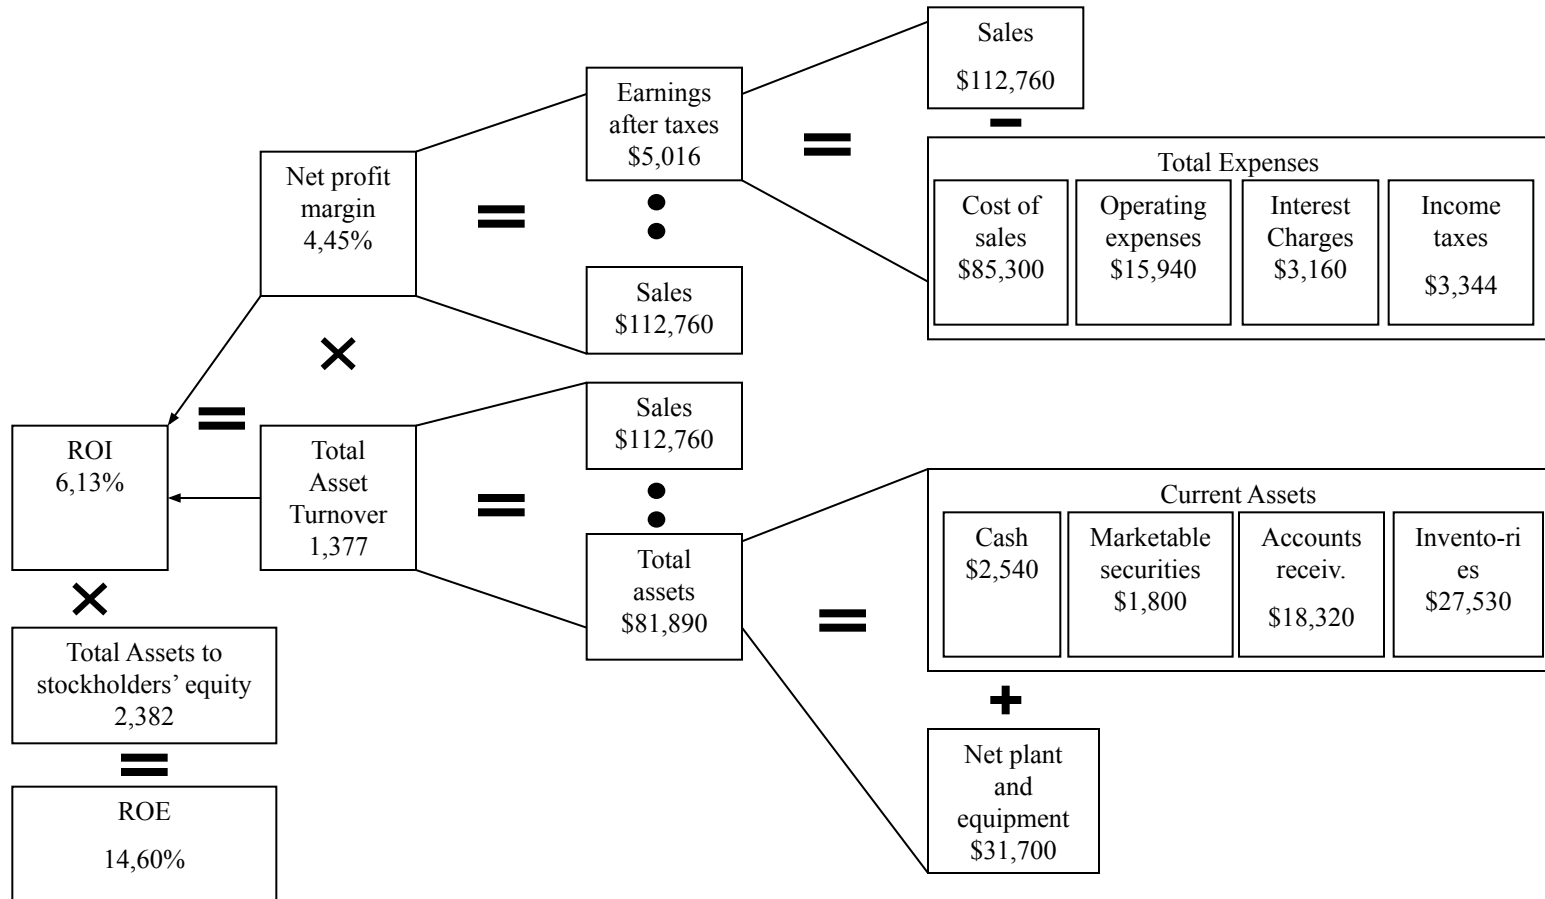 Sales
$112,760
Earnings
after taxes
$5,016
Total Expenses
Net profit
margin
4,45%
Cost of
sales
$85,300
Operating
expenses
$15,940
Interest
Charges
$3,160
Income
taxes
$3,344
Sales
$112,760
Sales
$112,760
ROI
6,13%
Total
Asset
Turnover
1,377
Current Assets
Total
assets
$81,890
Cash
$2,540
Marketable
securities
$1,800
Accounts
receiv.
$18,320
Invento-ri
es
$27,530
Total Assets to
stockholders’ equity
2,382
Net plant
and
equipment
$31,700
ROE
14,60%